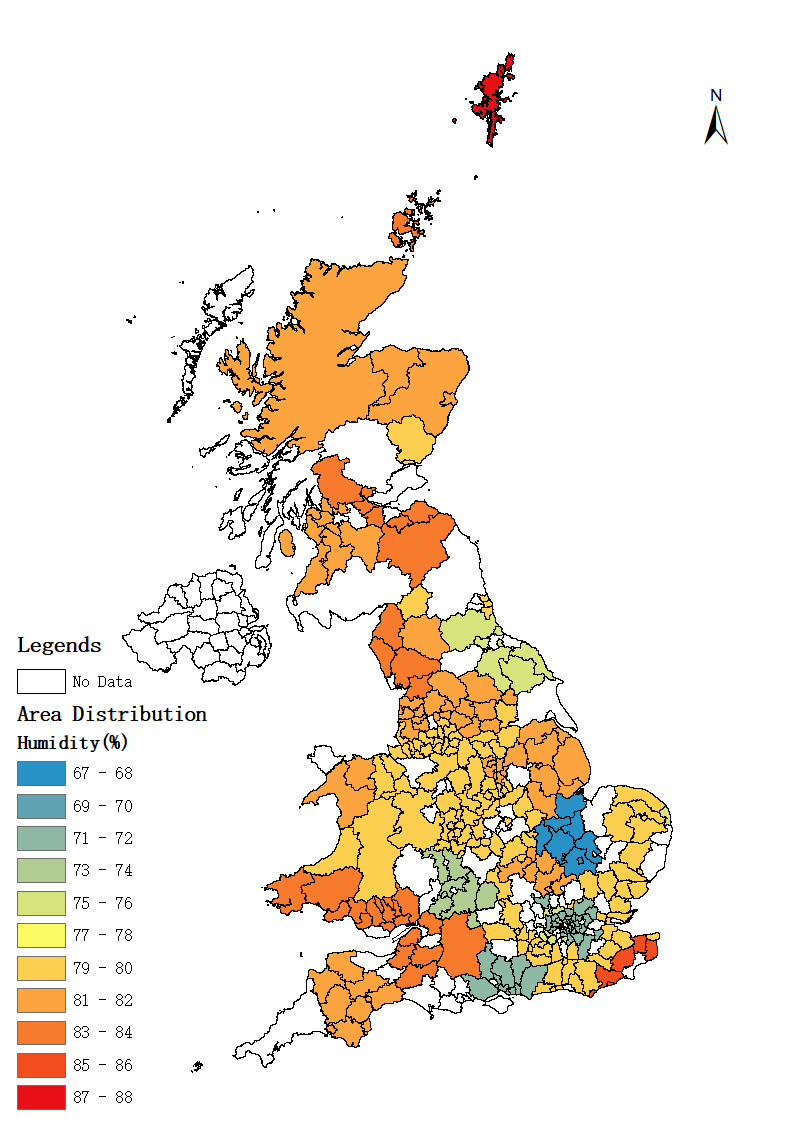 N
Legends
No Data
Area Distribution
Humidity(%)
67 - 68
69 - 70
71 - 72
73 - 74
75 - 76
77 - 78
79 - 80
81 - 82
83 - 84
85 - 86
87 - 88